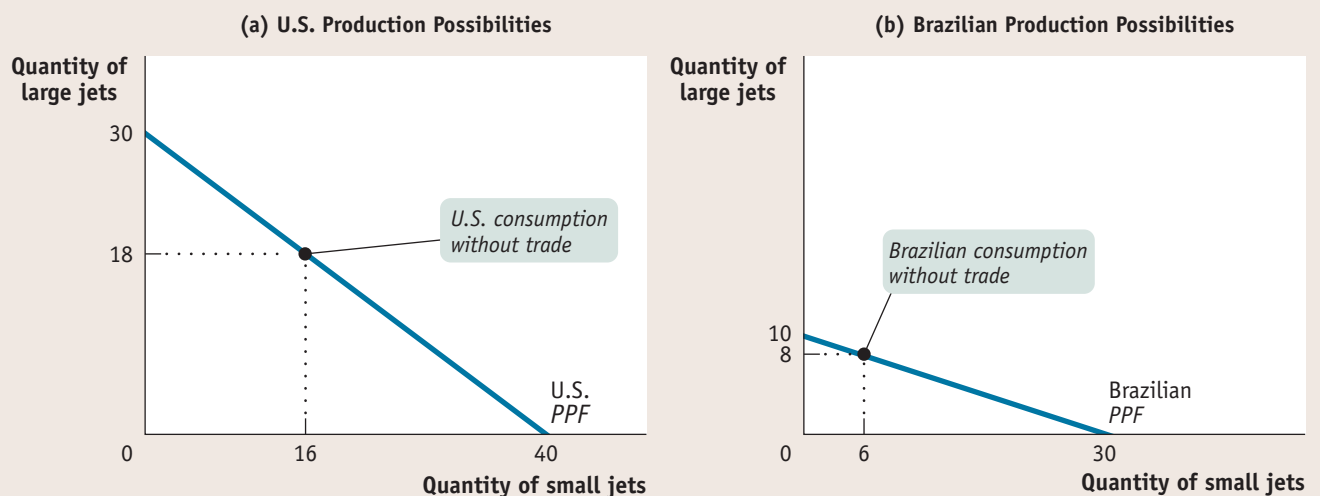 (a) U.S. Production Possibilities
Quantity of
large jets
30
18
U.S. consumption
without trade
U.S.
PPF
0
16
40
Quantity of small jets
(b) Brazilian Production Possibilities
Quantity of
large jets
10
8
Brazilian consumption
without trade
Brazilian
PPF
0
6
30
Quantity of small jets